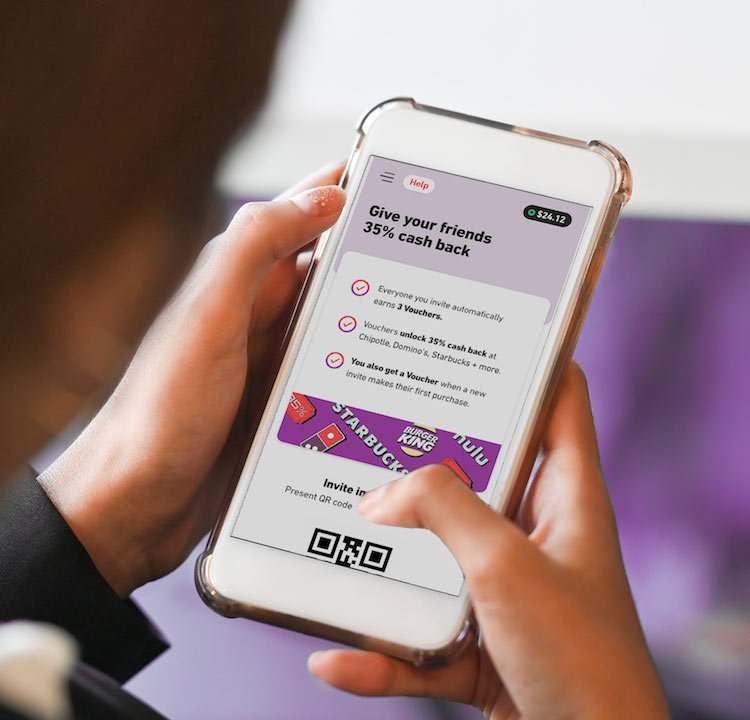 Help
$24.12
Give your friends
35% cash back
Everyone you invite automatically
earns 3 Vouchers.
Vouchers unlock 35% cash back at
Chipotle, Domino's, Starbucks + more.
You also get a Voucher when a new
invite makes their first purchase.
35%
STARBUCKS
BURGER
KING
hulu
Invite
Present QR code